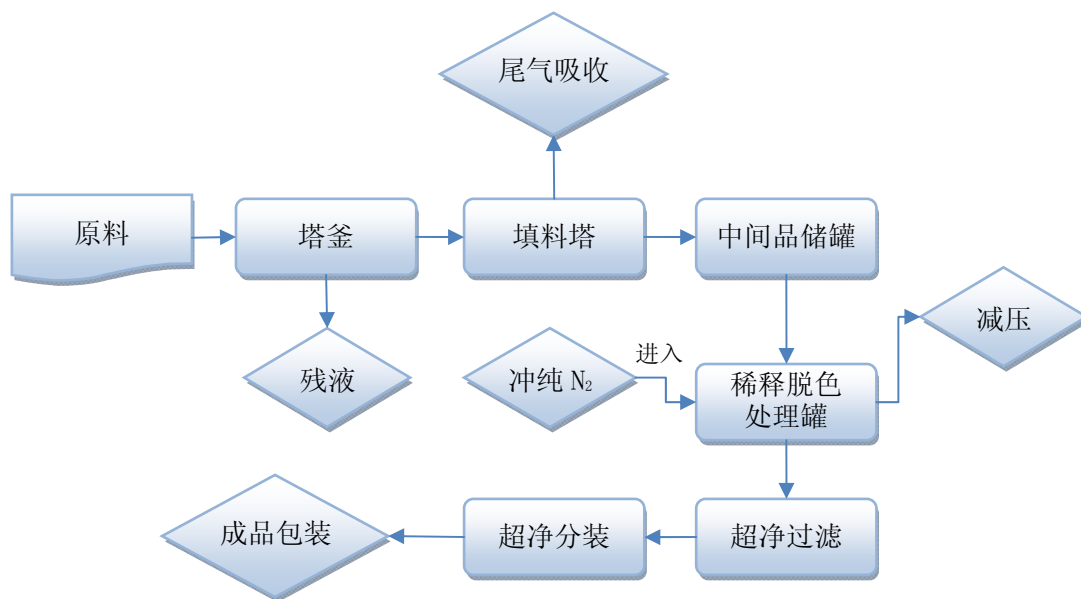 尾气吸收
原料
塔釜
填料塔
中间品储罐
减压
残液
冲纯 N₂
进入
稀释脱色
处理罐
成品包装
超净分装
超净过滤